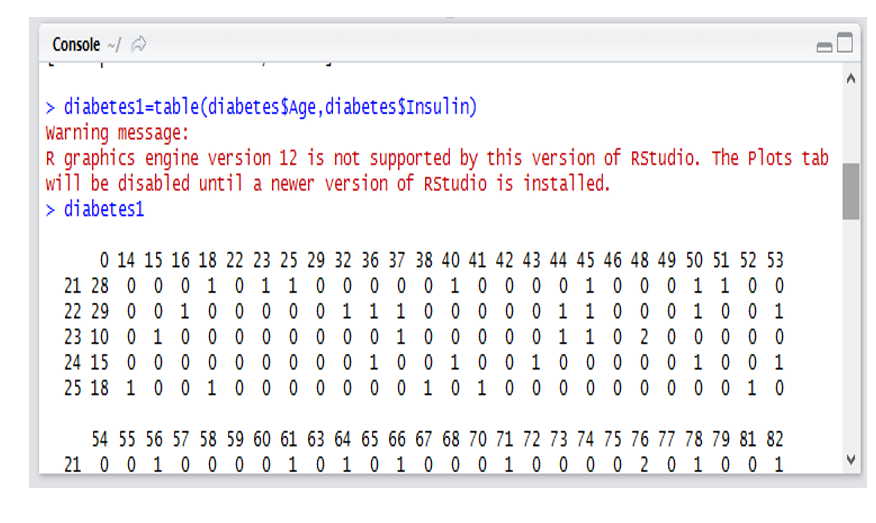 Console ~/
> diabetes1=table(diabetes$Age,diabetes$Insulin)
Warning message:
R graphics engine version 12 is not supported by this version of RStudio. The Plots tab
will be disabled until a newer version of RStudio is installed.
> diabetes1
0 14 15 16 18 22 23 25 29 32 36 37 38 40 41 42 43 44 45 46 48 49 50 51 52 53
21 28 0 0 0 1 0 1 1 0 0 0 0 0 1 0 0 0 0 1 0 0 0 1 1 0 0
22 29 0 0 1 0 0 0 0 0 1 1 1 0 0 0 0 0 1 1 0 0 0 1 0 0 1
23 10 0 1 0 0 0 0 0 0 0 0 1 0 0 0 0 0 1 1 0 2 0 0 0 0 0
24 15 0 0 0 0 0 0 0 0 0 1 0 0 1 0 0 1 0 0 0 0 0 1 0 0 1
25 18 1 0 0 1 0 0 0 0 0 0 0 1 0 1 0 0 0 0 0 0 0 0 0 1 0
54 55 56 57 58 59 60 61 63 64 65 66 67 68 70 71 72 73 74 75 76 77 78 79 81 82
21 0 0 1 0 0 0 0 1 0 1 0 1 0 0 0 1 0 0 0 0 2 0 1 0 0 1